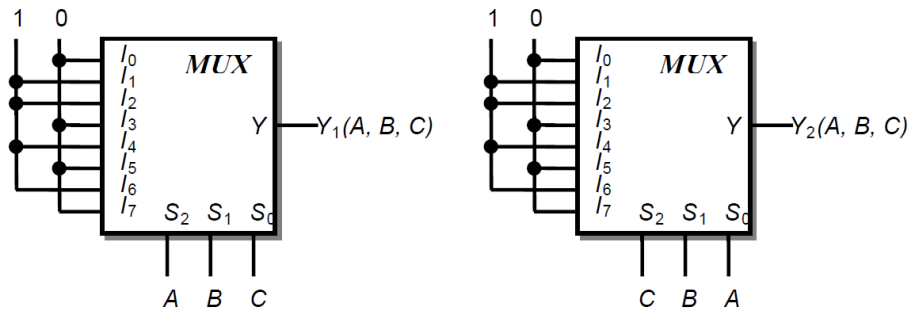 1 0
I0
I1
I2
I3
I4
I5
I6
I7
MUX
Y
Y1(A, B, C)
S2 S1 S0
A B C
1 0
I0
I1
I2
I3
I4
I5
I6
I7
MUX
Y
Y2(A, B, C)
S2 S1 S0
C B A